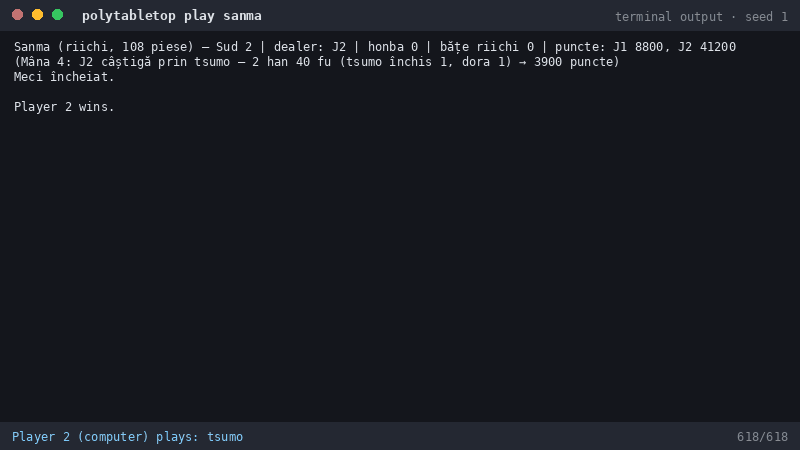 polytabletop play sanma
terminal output · seed 1
Sanma (riichi, 108 piese) — Sud 2 | dealer: J2 | honba 0 | bețe riichi 0 | puncte: J1 8800, J2 41200
(Mâna 4: J2 câștigă prin tsumo — 2 han 40 fu (tsumo închis 1, dora 1) → 3900 puncte)
Meci încheiat.
Player 2 wins.
Player 2 (computer) plays: tsumo
618/618